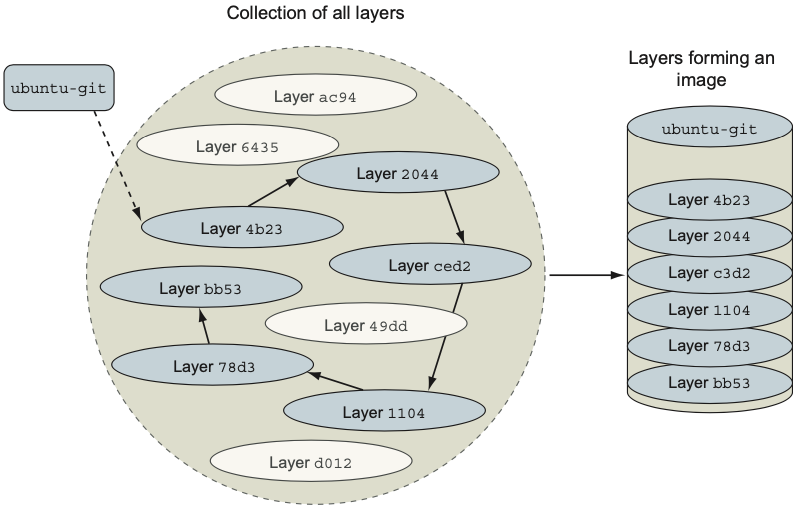 Collection of all layers
ubuntu-git
Layer ac94
Layer 6435
Layer 2044
Layer 4b23
Layer ced2
Layer bb53
Layer 49dd
Layer 78d3
Layer 1104
Layer d012
Layers forming an
image
ubuntu-git
Layer 4b23
Layer 2044
Layer c3d2
Layer 1104
Layer 78d3
Layer bb53